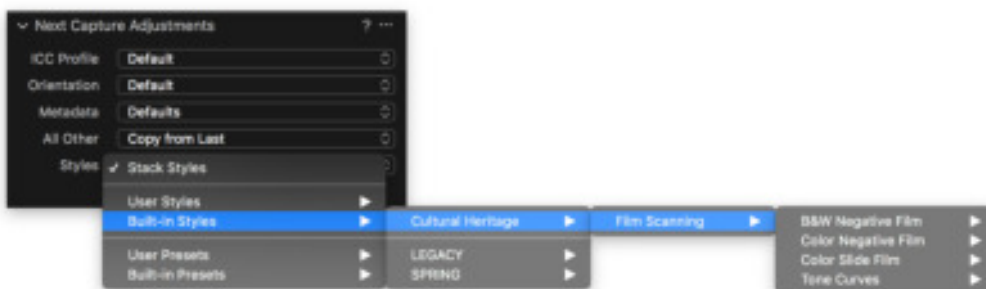 Next Capture Adjustments ? ...
ICC Profile Default
Orientation Default
Metadata Defaults
All Other Copy from Last
Styles ✓ Stack Styles
User Styles
Built-in Styles Cultural Heritage Film Scanning B&W Negative Film
Color Negative Film
User Presets LEGACY Color Slide Film
Built-in Presets SPRING Tone Curves